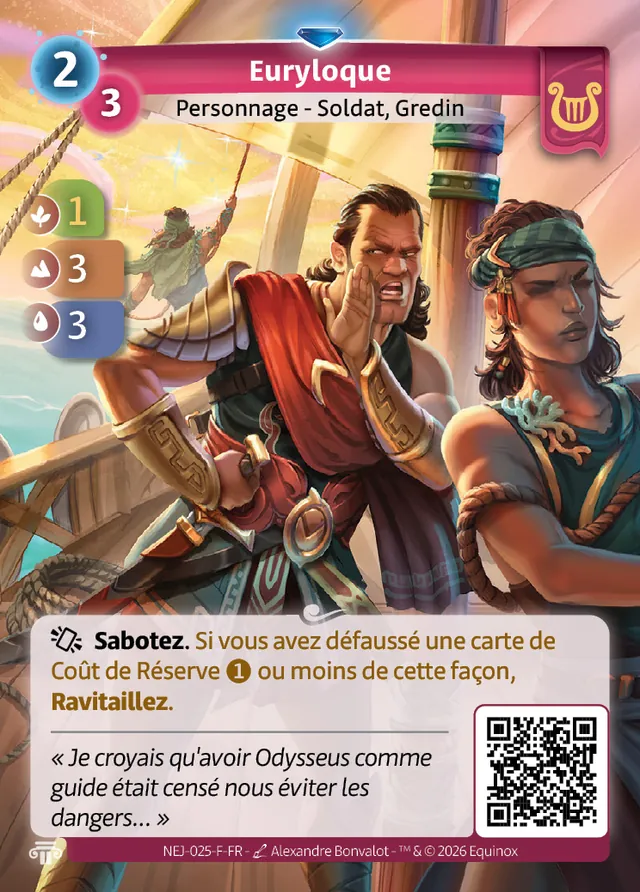 2
Euryloque
3
Personnage - Soldat, Gredin
1
3
3
Sabotez. Si vous avez défaussé une carte de
Coût de Réserve 1 ou moins de cette façon,
Ravitaillez.
« Je croyais qu'avoir Odysseus comme
guide était censé nous éviter les
dangers... »
NEJ-025-F-FR - Alexandre Bonvalot - ™ & © 2026 Equinox